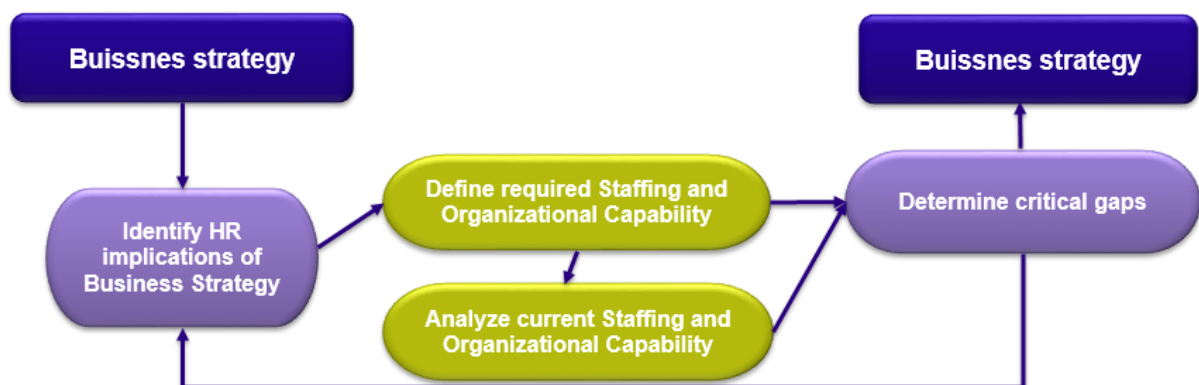 Buissnes strategy
Buissnes strategy
Identify HR
implications of
Business Strategy
Define required Staffing and
Organizational Capability
Analyze current Staffing and
Organizational Capability
Determine critical gaps